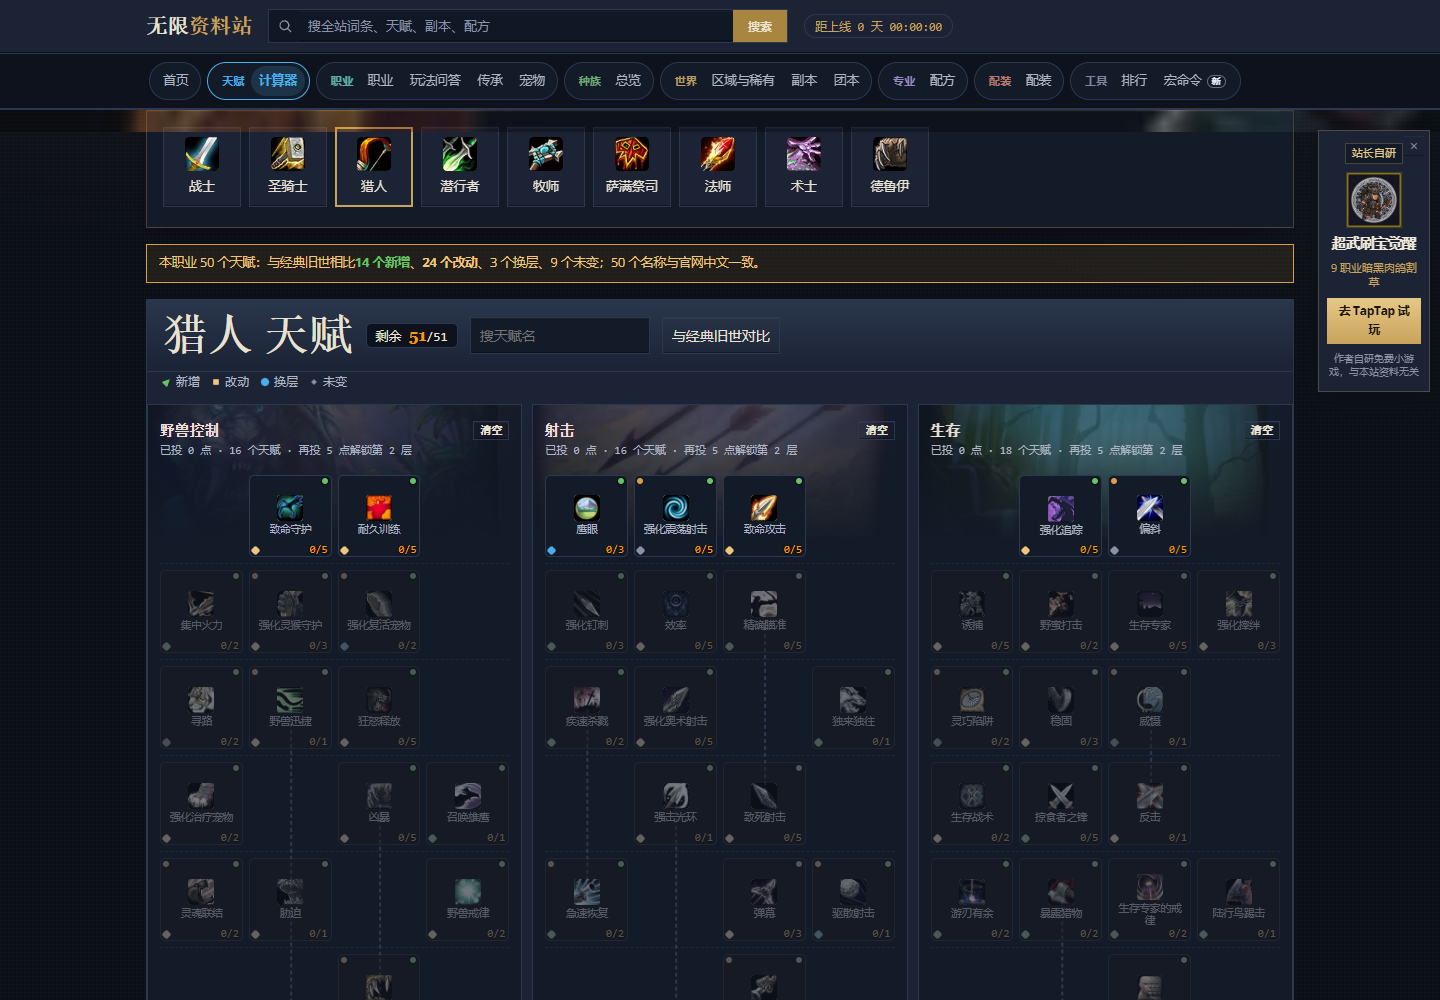 无限资料站
搜全站词条、天赋、副本、配方
搜索
距上线 0 天 00:00:00
首页
天赋 计算器
职业 职业 玩法问答 传承 宠物
种族 总览
世界 区域与稀有 副本 团本
专业 配方
配装 配装
工具 排行 宏命令 新
战士
圣骑士
猎人
潜行者
牧师
萨满祭司
法师
术士
德鲁伊
站长自研
×
超武刷宝觉醒
9 职业暗黑肉鸽割
草
去 TapTap 试
玩
作者自研免费小游
戏，与本站资料无关
本职业 50 个天赋：与经典旧世相比14 个新增、24 个改动、3 个换层、9 个未变；50 个名称与官网中文一致。
猎人 天赋
剩余 51/51
搜天赋名
与经典旧世对比
新增 改动 换层 未变
野兽控制
清空
已投 0 点 · 16 个天赋 · 再投 5 点解锁第 2 层
致命守护 0/5
耐久训练 0/5
集中火力 0/2
强化灵猴守护 0/3
强化复活宠物 0/2
寻路 0/2
野兽迅捷 0/1
狂怒释放 0/5
强化治疗宠物 0/2
凶暴 0/5
召唤雄鹰 0/1
灵魂联结 0/2
胁迫 0/1
野兽戒律 0/2
射击
清空
已投 0 点 · 16 个天赋 · 再投 5 点解锁第 2 层
鹰眼 0/3
强化震荡射击 0/5
致命攻击 0/5
强化钉刺 0/3
效率 0/5
精确瞄准 0/5
疾速杀戮 0/2
强化奥术射击 0/5
独来独往 0/1
强击光环 0/1
致死射击 0/5
急速恢复 0/2
弹幕 0/3
驱散射击 0/1
生存
清空
已投 0 点 · 18 个天赋 · 再投 5 点解锁第 2 层
强化追踪 0/5
偏斜 0/5
诱捕 0/5
野蛮打击 0/2
生存专家 0/5
强化摔绊 0/3
灵巧陷阱 0/2
稳固 0/3
威慑 0/1
生存战术 0/2
掠食者之锋 0/5
反击 0/1
游刃有余 0/2
暴露猎物 0/2
生存专家的戒
律 0/2
陆行鸟踢击 0/1